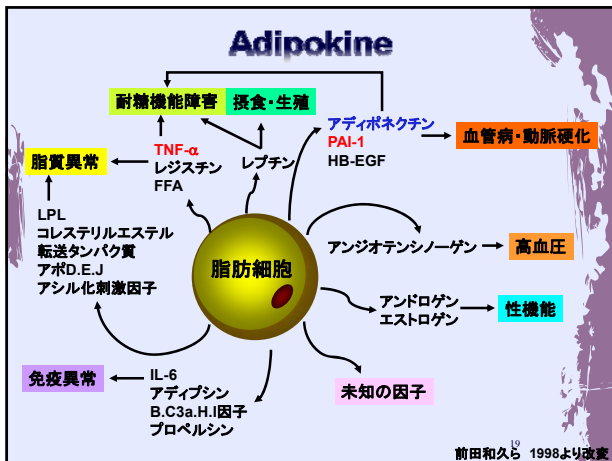 Adipokine
耐糖機能障害
摂食・生殖
アディポネクチン
PAI-1
HB-EGF
血管病・動脈硬化
脂質異常
TNF-α
レジスチン
FFA
レプチン
LPL
コレステリルエステル
転送タンパク質
アポD.E.J
アシル化刺激因子
脂肪細胞
アンジオテンシノーゲン
高血圧
アンドロゲン
エストロゲン
性機能
免疫異常
IL-6
アディプシン
B.C3a.H.I因子
プロペルシン
未知の因子
19
前田和久ら 1998より改変